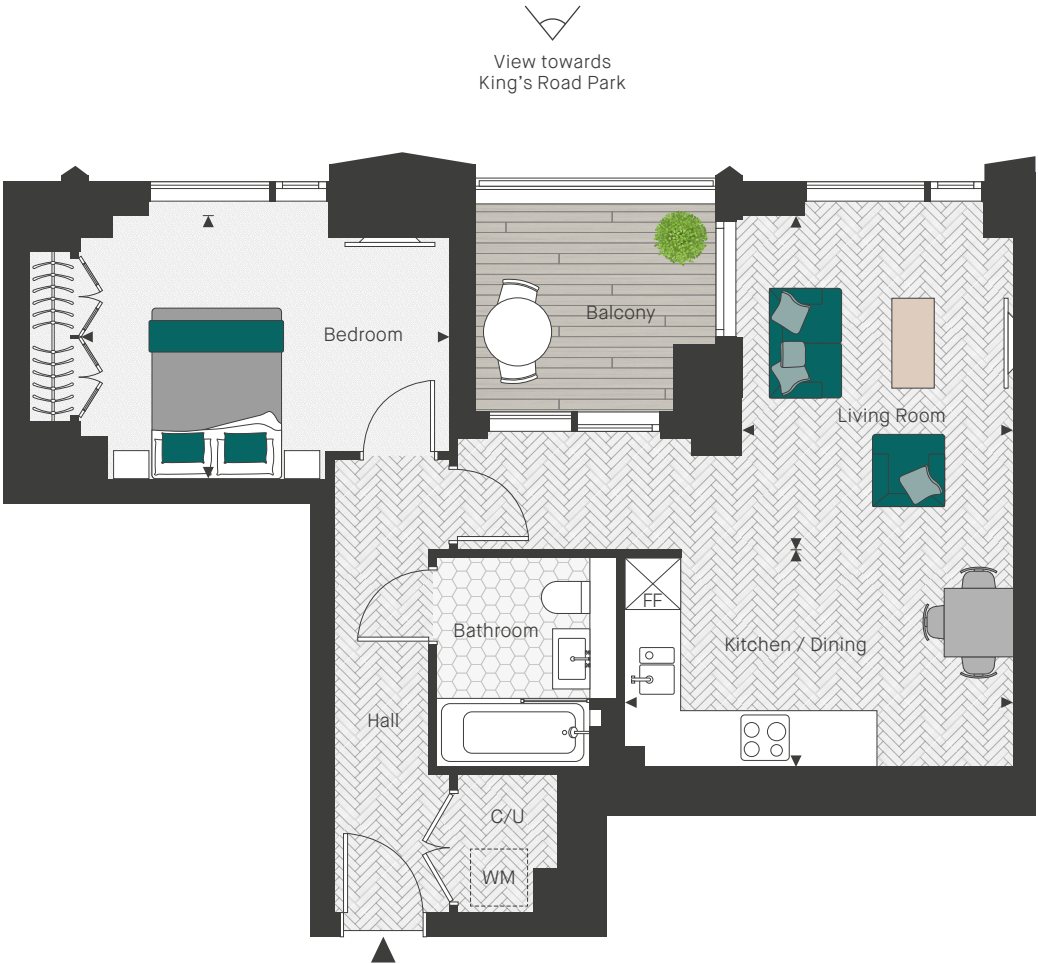 View towards
King's Road Park
Bedroom
Balcony
Living Room
FF
Bathroom
Kitchen / Dining
Hall
C/U
WM